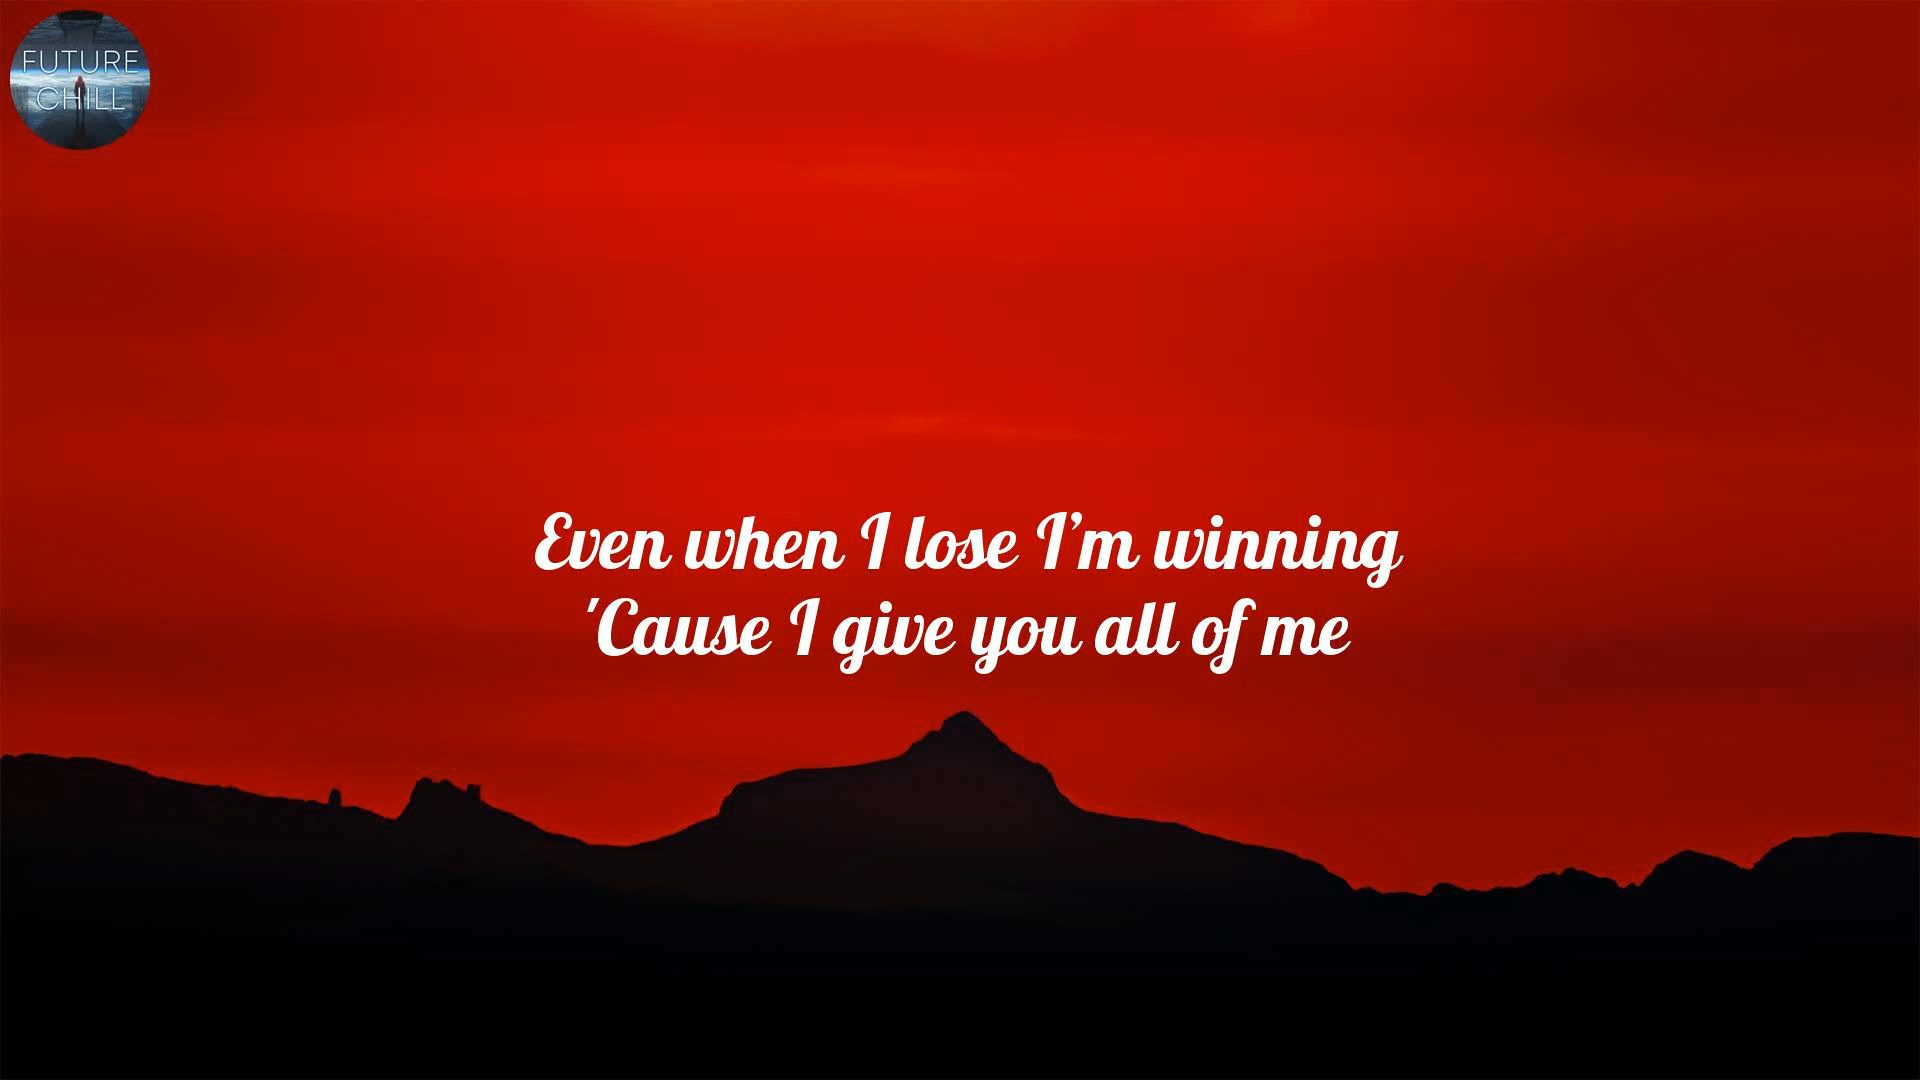 FUTURE
CHILL
Even when I lose I’m winning
'Cause I give you all of me